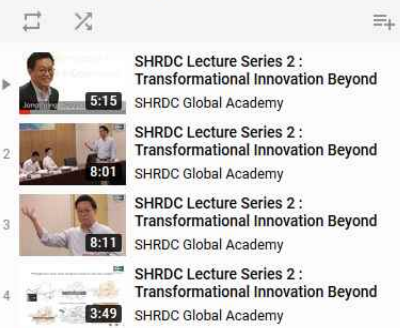 SHRDC Lecture Series 2 :
Transformational Innovation Beyond
SHRDC Global Academy
5:15
2
SHRDC Lecture Series 2 :
Transformational Innovation Beyond
SHRDC Global Academy
8:01
3
SHRDC Lecture Series 2 :
Transformational Innovation Beyond
SHRDC Global Academy
8:11
4
SHRDC Lecture Series 2 :
Transformational Innovation Beyond
SHRDC Global Academy
3:49